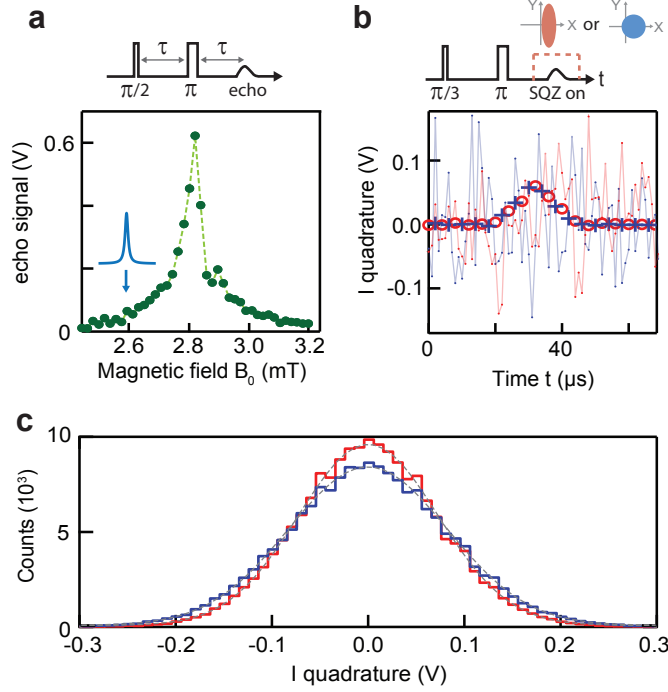 a
τ τ
π/2 π echo
echo signal (V)
0.6
0
2.6 2.8 3.0 3.2
Magnetic field B₀ (mT)
b
Y X or Y X
π/3 π SQZ on t
I quadrature (V)
0.1
0.0
-0.1
0 20 40 60
Time t (µs)
c
Counts (10³)
10
5
0
-0.3 -0.2 -0.1 0.0 0.1 0.2 0.3
I quadrature (V)